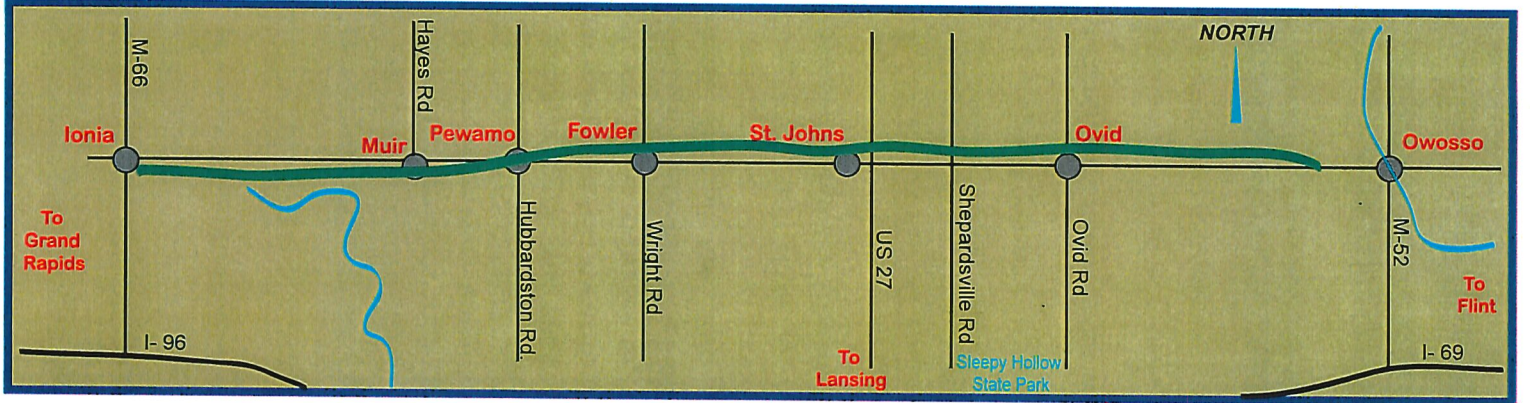 M-66
Hayes Rd
NORTH
Ionia
Muir
Pewamo
Fowler
St. Johns
Ovid
Owosso
To
Grand
Rapids
Hubbardston Rd.
Wright Rd
US 27
Shepardsville Rd
Ovid Rd
M-52
To
Flint
I- 96
To
Lansing
Sleepy Hollow
State Park
I- 69